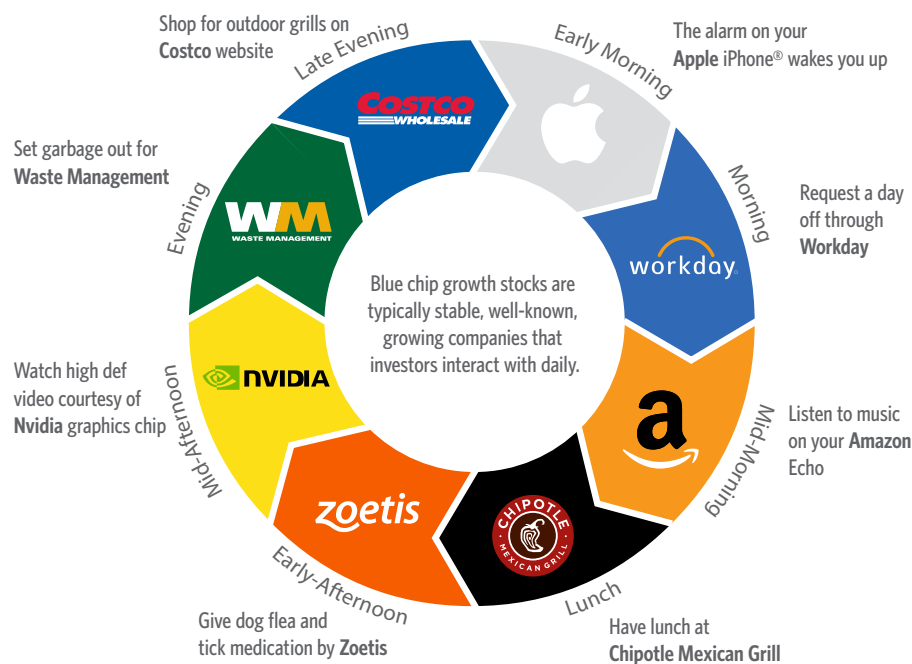 Early Morning
The alarm on your
Apple iPhone® wakes you up
Morning
workday.
Request a day
off through
Workday
Mid-Morning
a
Listen to music
on your Amazon
Echo
Lunch
CHIPOTLE
MEXICAN GRILL
Have lunch at
Chipotle Mexican Grill
Early-Afternoon
zoetis
Give dog flea and
tick medication by Zoetis
Mid-Afternoon
NVIDIA
Watch high def
video courtesy of
Nvidia graphics chip
Evening
WM
WASTE MANAGEMENT
Set garbage out for
Waste Management
Late Evening
COSTCO
WHOLESALE
Shop for outdoor grills on
Costco website
Blue chip growth stocks are
typically stable, well-known,
growing companies that
investors interact with daily.